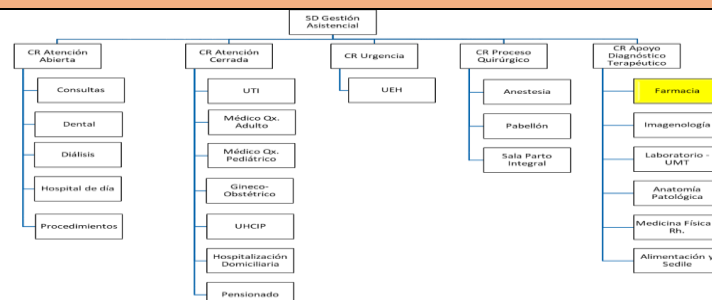 SD Gestión
Asistencial
CR Atención
Abierta
CR Atención
Cerrada
CR Urgencia
CR Proceso
Quirúrgico
CR Apoyo
Diagnóstico
Terapéutico
Consultas
Dental
Diálisis
Hospital de día
Procedimientos
UTI
Médico Qx.
Adulto
Médico Qx.
Pediátrico
Gineco-
Obstétrico
UHCIP
Hospitalización
Domiciliaria
Pensionado
UEH
Anestesia
Pabellón
Sala Parto
Integral
Farmacia
Imagenología
Laboratorio -
UMT
Anatomía
Patológica
Medicina Física
Rh.
Alimentación y
Sedile